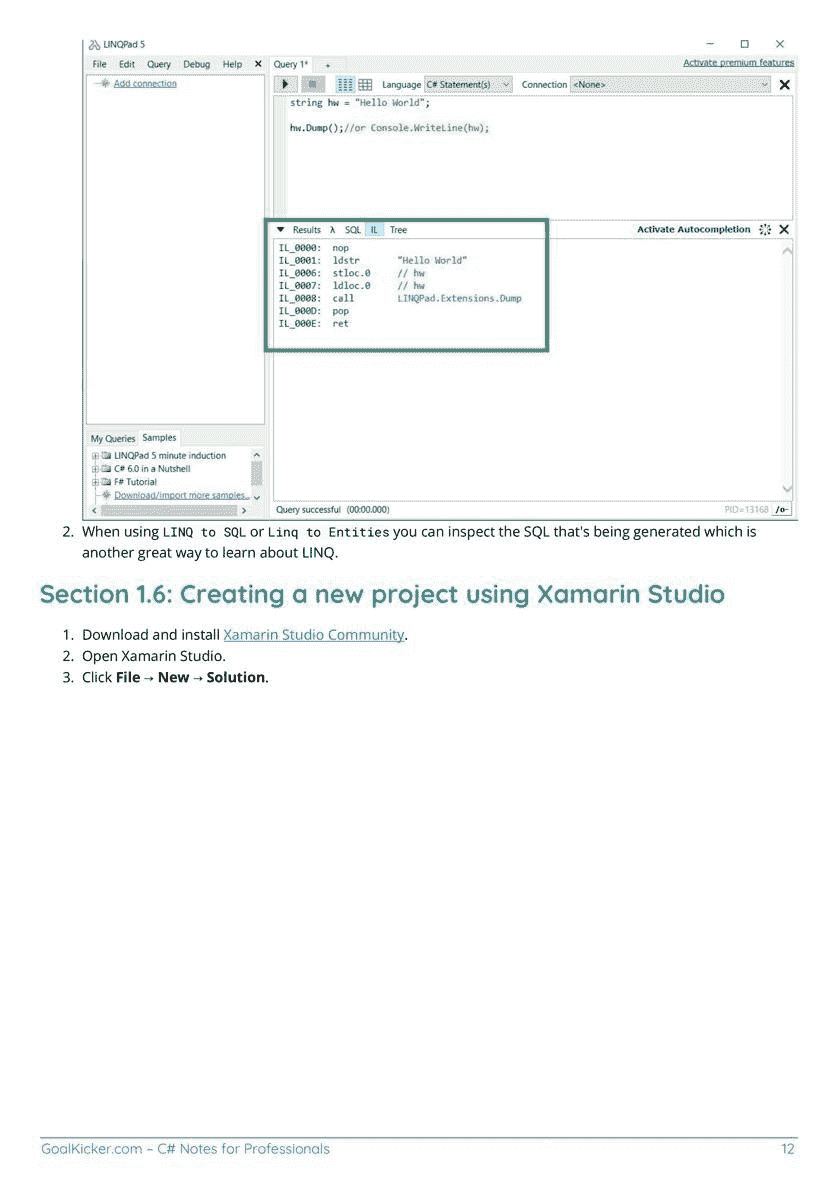 LINQPad 5
File Edit Query Debug Help
Query 1* +
Activate premium features
Add connection
Language C# Statement(s) Connection <None>
string hw = "Hello World";
hw.Dump();//or Console.WriteLine(hw);
Results λ SQL IL Tree
Activate Autocompletion
IL_0000: nop
IL_0001: ldstr "Hello World"
IL_0006: stloc.0 // hw
IL_0007: ldloc.0 // hw
IL_0008: call LINQPad.Extensions.Dump
IL_000D: pop
IL_000E: ret
My Queries Samples
LINQPad 5 minute induction
C# 6.0 in a Nutshell
F# Tutorial
Download/import more samples...
Query successful (00:00.000)
PID=13168 /o-
2. When using LINQ to SQL or Linq to Entities you can inspect the SQL that's being generated which is
another great way to learn about LINQ.
Section 1.6: Creating a new project using Xamarin Studio
1. Download and install Xamarin Studio Community.
2. Open Xamarin Studio.
3. Click File → New → Solution.
GoalKicker.com – C# Notes for Professionals 12